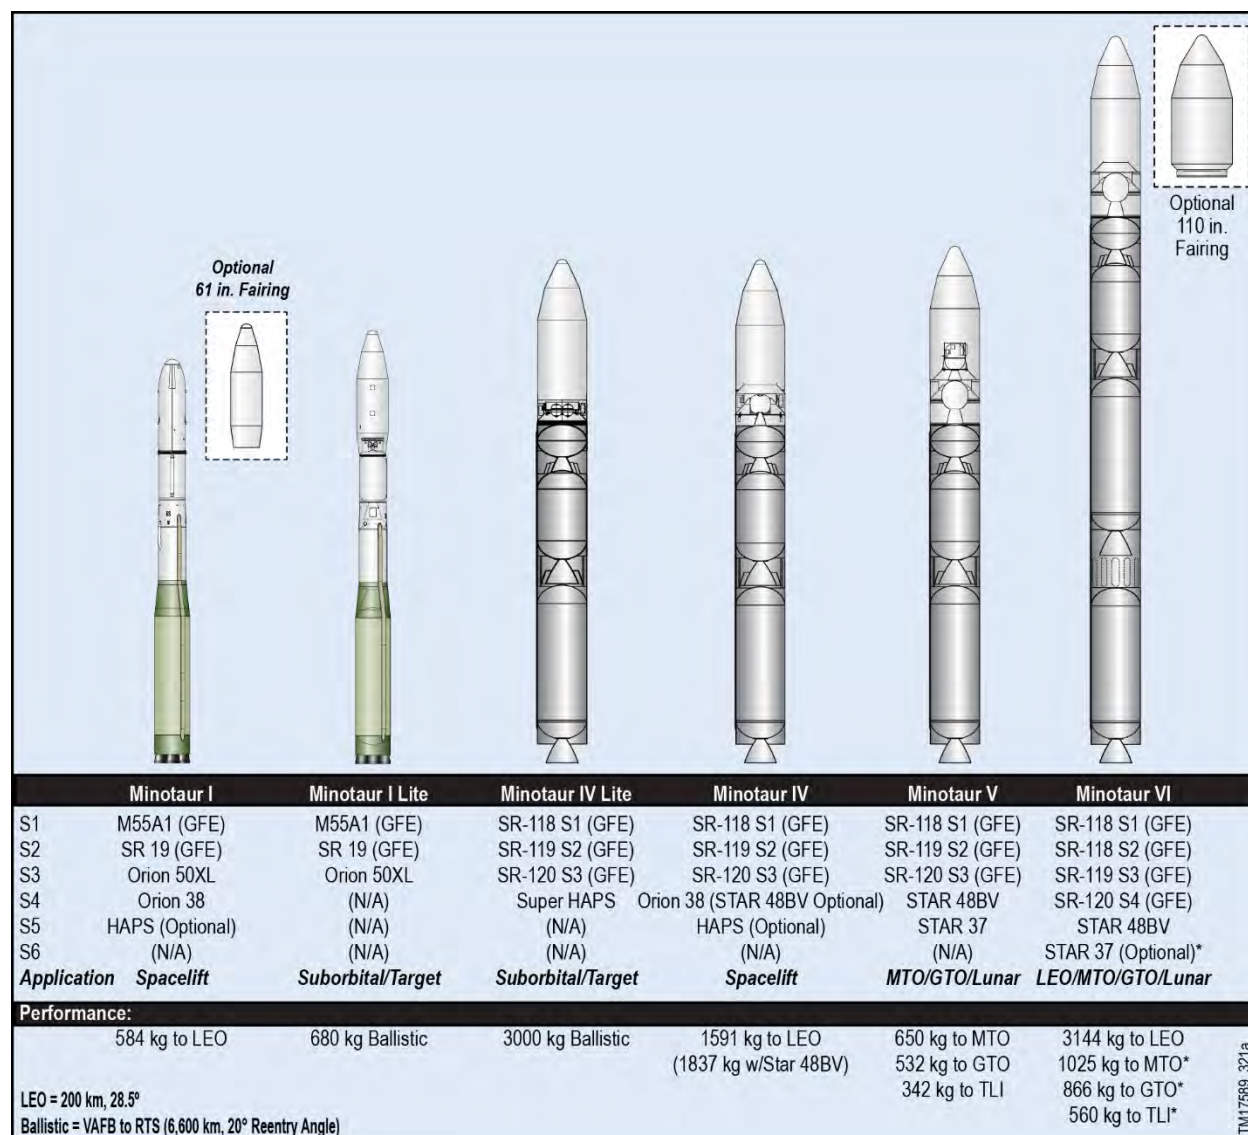 Optional
61 in. Fairing
Optional
110 in.
Fairing
Minotaur I Minotaur I Lite Minotaur IV Lite Minotaur IV Minotaur V Minotaur VI
S1 M55A1 (GFE) M55A1 (GFE) SR-118 S1 (GFE) SR-118 S1 (GFE) SR-118 S1 (GFE) SR-118 S1 (GFE)
S2 SR 19 (GFE) SR 19 (GFE) SR-119 S2 (GFE) SR-119 S2 (GFE) SR-119 S2 (GFE) SR-118 S2 (GFE)
S3 Orion 50XL Orion 50XL SR-120 S3 (GFE) SR-120 S3 (GFE) SR-120 S3 (GFE) SR-119 S3 (GFE)
S4 Orion 38 (N/A) Super HAPS Orion 38 (STAR 48BV Optional) STAR 48BV SR-120 S4 (GFE)
S5 HAPS (Optional) (N/A) (N/A) HAPS (Optional) STAR 37 STAR 48BV
S6 (N/A) (N/A) (N/A) (N/A) (N/A) STAR 37 (Optional)*
Application Spacelift Suborbital/Target Suborbital/Target Spacelift MTO/GTO/Lunar LEO/MTO/GTO/Lunar
Performance:
584 kg to LEO 680 kg Ballistic 3000 kg Ballistic 1591 kg to LEO 650 kg to MTO 3144 kg to LEO
(1837 kg w/Star 48BV) 532 kg to GTO 1025 kg to MTO*
342 kg to TLI 866 kg to GTO*
560 kg to TLI*
LEO = 200 km, 28.5º
Ballistic = VAFB to RTS (6,600 km, 20° Reentry Angle)
TM17589_321a